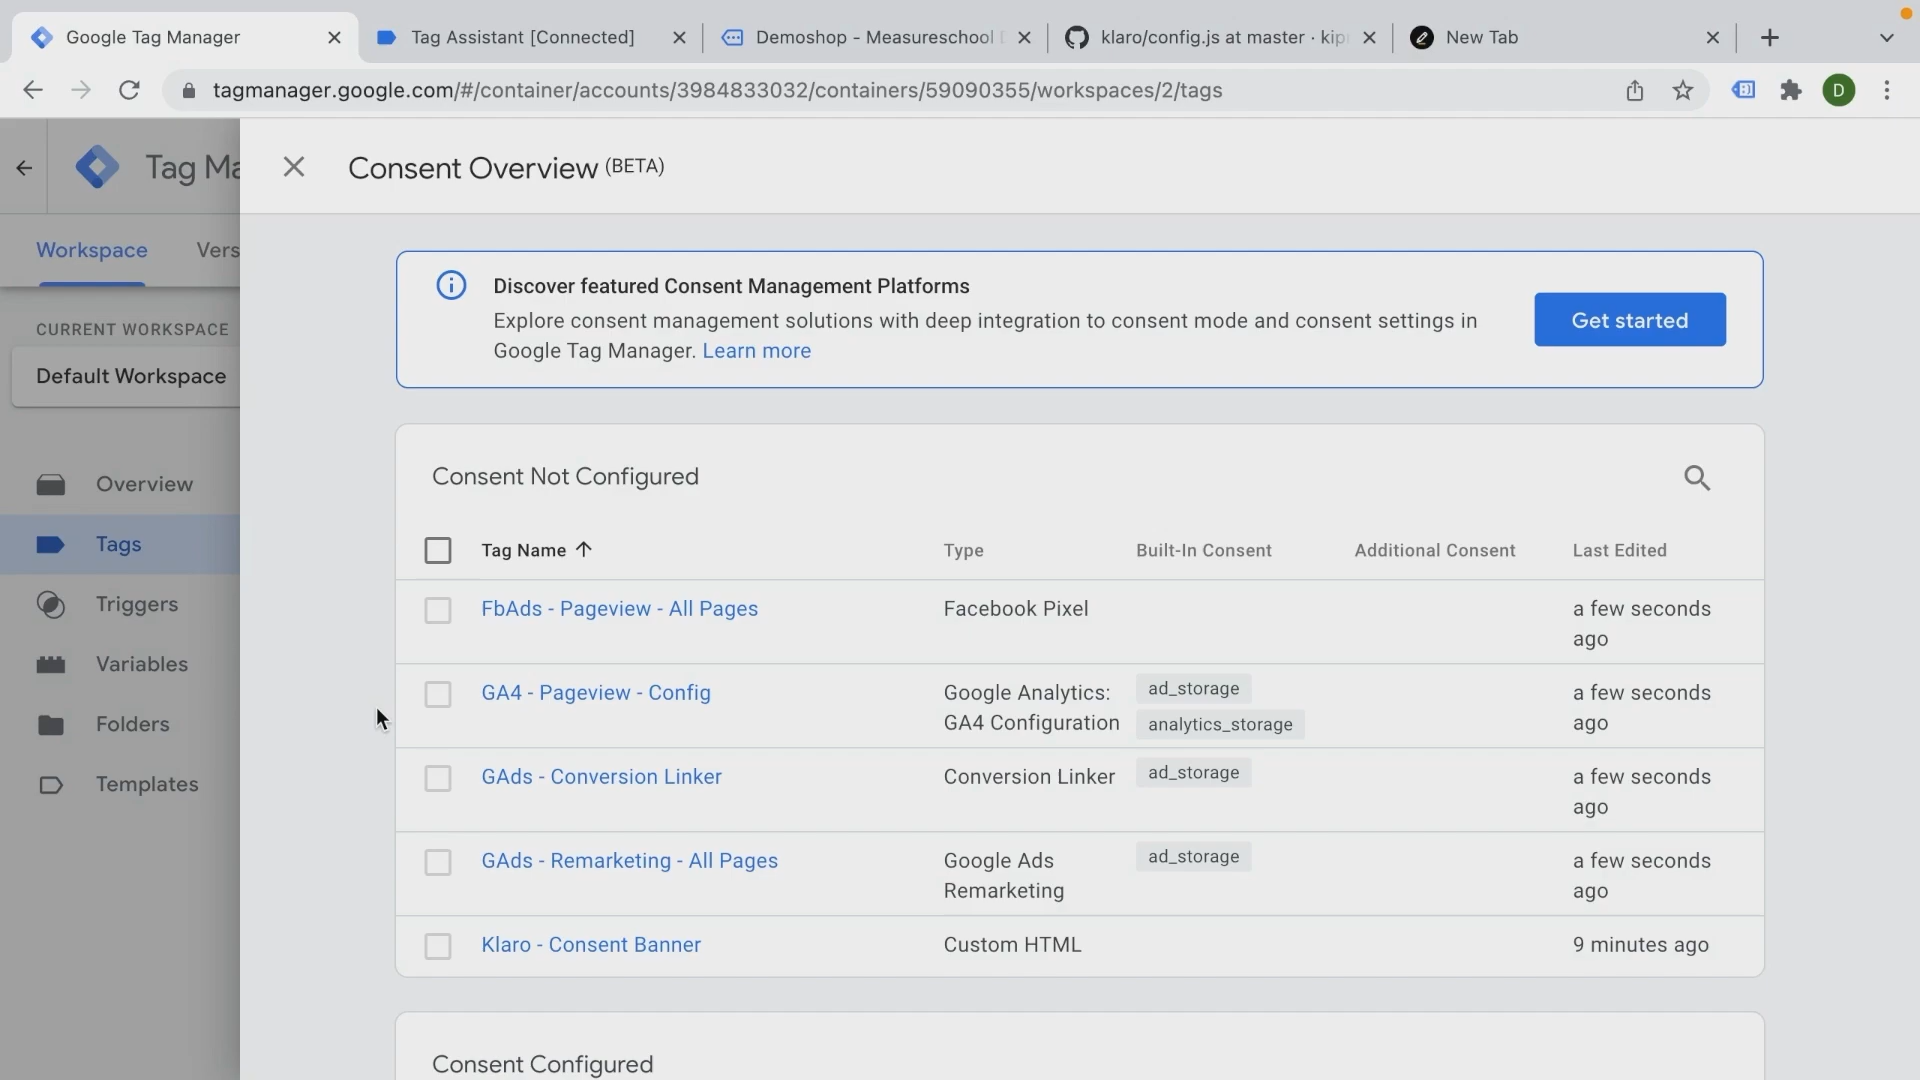 Google Tag Manager
Tag Assistant [Connected]
Demoshop - Measureschool
klaro/config.js at master · kip
New Tab
tagmanager.google.com/#/container/accounts/3984833032/containers/59090355/workspaces/2/tags
D
Tag Ma
Consent Overview (BETA)
Workspace
Vers
Discover featured Consent Management Platforms
Explore consent management solutions with deep integration to consent mode and consent settings in
Google Tag Manager. Learn more
Get started
CURRENT WORKSPACE
Default Workspace
Overview
Tags
Triggers
Variables
Folders
Templates
Consent Not Configured
Tag Name
Type
Built-In Consent
Additional Consent
Last Edited
FbAds - Pageview - All Pages
Facebook Pixel
a few seconds
ago
GA4 - Pageview - Config
Google Analytics:
GA4 Configuration
ad_storage
analytics_storage
a few seconds
ago
GAds - Conversion Linker
Conversion Linker
ad_storage
a few seconds
ago
GAds - Remarketing - All Pages
Google Ads
Remarketing
ad_storage
a few seconds
ago
Klaro - Consent Banner
Custom HTML
9 minutes ago
Consent Configured